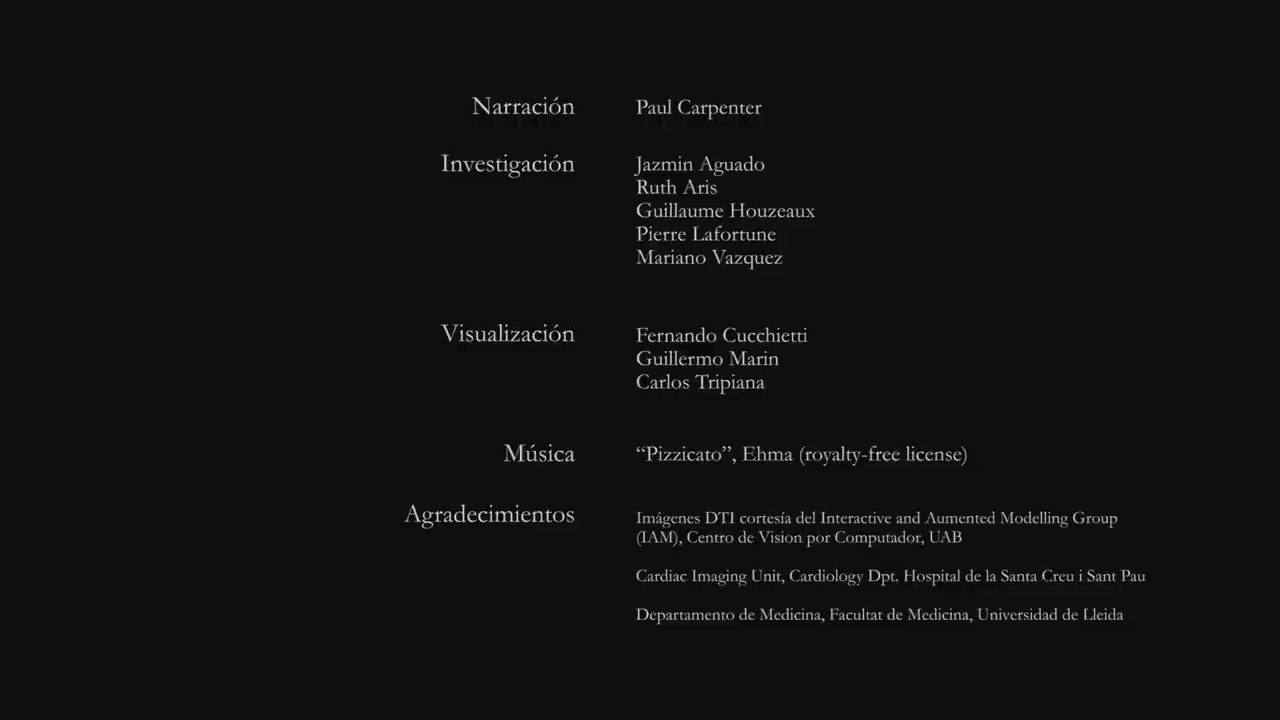 Narración Paul Carpenter
Investigación Jazmin Aguado
Ruth Aris
Guillaume Houzeaux
Pierre Lafortune
Mariano Vazquez
Visualización Fernando Cucchietti
Guillermo Marin
Carlos Tripiana
Música “Pizzicato”, Ehma (royalty-free license)
Agradecimientos Imágenes DTI cortesía del Interactive and Aumented Modelling Group
(IAM), Centro de Vision por Computador, UAB
Cardiac Imaging Unit, Cardiology Dpt. Hospital de la Santa Creu i Sant Pau
Departamento de Medicina, Facultat de Medicina, Universidad de Lleida